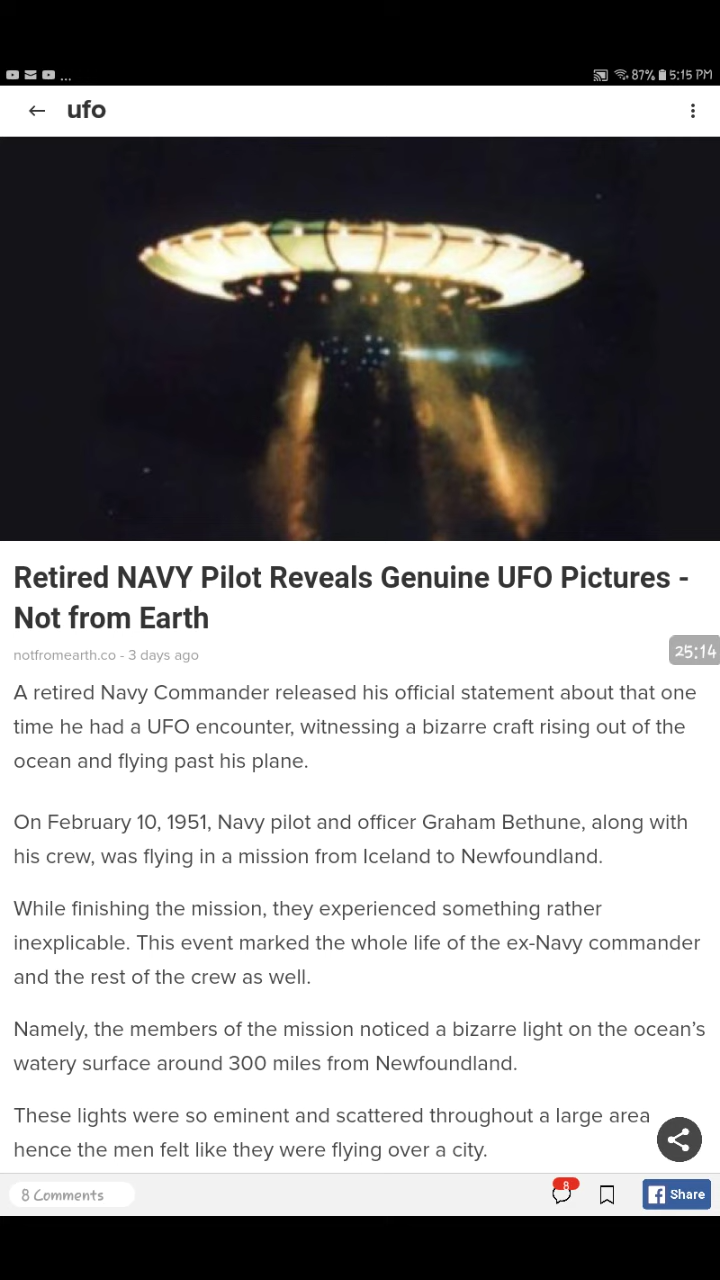 ... 87% 5:15 PM
ufo
Retired NAVY Pilot Reveals Genuine UFO Pictures -
Not from Earth
notfromearth.co - 3 days ago
25:14
A retired Navy Commander released his official statement about that one
time he had a UFO encounter, witnessing a bizarre craft rising out of the
ocean and flying past his plane.
On February 10, 1951, Navy pilot and officer Graham Bethune, along with
his crew, was flying in a mission from Iceland to Newfoundland.
While finishing the mission, they experienced something rather
inexplicable. This event marked the whole life of the ex-Navy commander
and the rest of the crew as well.
Namely, the members of the mission noticed a bizarre light on the ocean's
watery surface around 300 miles from Newfoundland.
These lights were so eminent and scattered throughout a large area
hence the men felt like they were flying over a city.
8 Comments 8 f Share